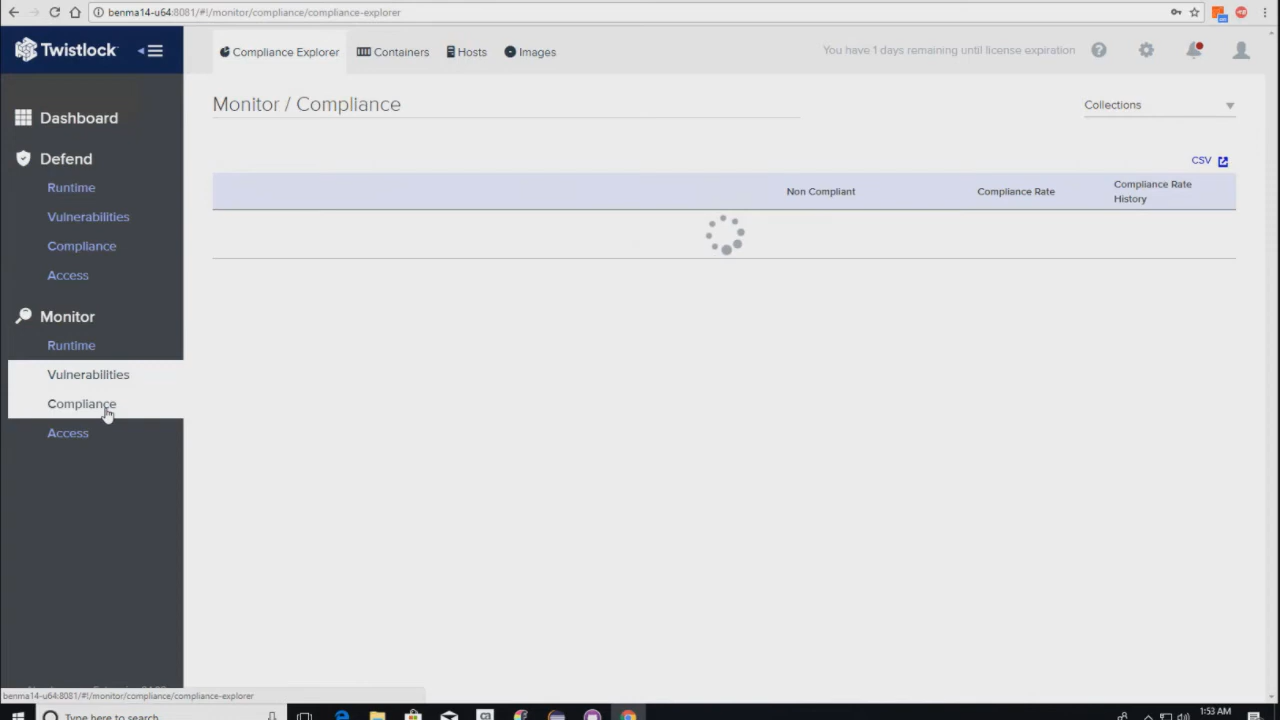 benma14-u64:8081/#!/monitor/compliance/compliance-explorer
Twistlock
Compliance Explorer
Containers
Hosts
Images
You have 1 days remaining until license expiration
Dashboard
Defend
Runtime
Vulnerabilities
Compliance
Access
Monitor
Runtime
Vulnerabilities
Compliance
Access
Monitor / Compliance
Collections
CSV
Non Compliant
Compliance Rate
Compliance Rate
History
benma14-u64:8081/#!/monitor/compliance/compliance-explorer
Type here to search
1:53 AM